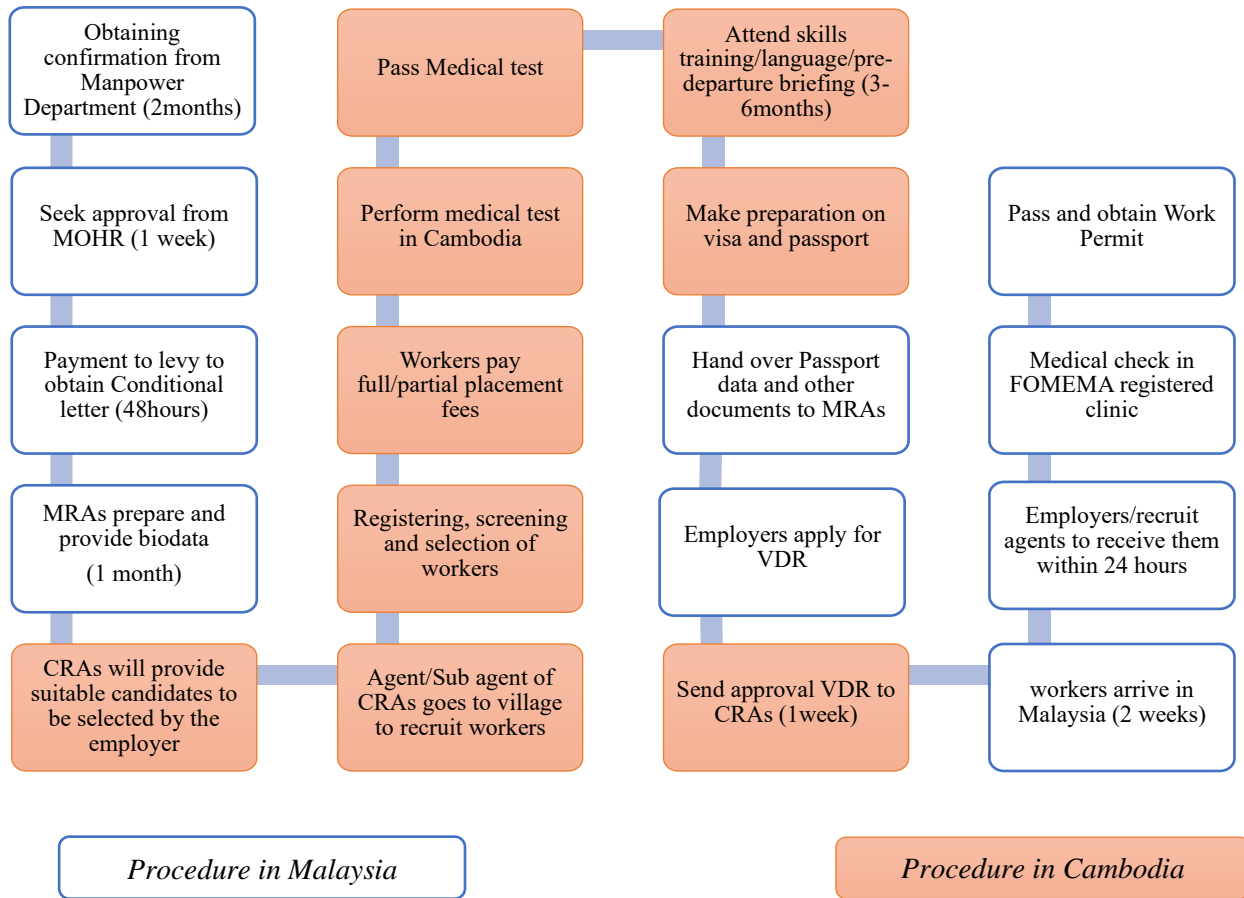 Obtaining
confirmation from
Manpower
Department (2months)
Seek approval from
MOHR (1 week)
Payment to levy to
obtain Conditional
letter (48hours)
MRAs prepare and
provide biodata
(1 month)
CRAs will provide
suitable candidates to
be selected by the
employer
Agent/Sub agent of
CRAs goes to village
to recruit workers
Registering, screening
and selection of
workers
Workers pay
full/partial placement
fees
Perform medical test
in Cambodia
Pass Medical test
Attend skills
training/language/pre-
departure briefing (3-
6months)
Make preparation on
visa and passport
Hand over Passport
data and other
documents to MRAs
Employers apply for
VDR
Send approval VDR to
CRAs (1week)
workers arrive in
Malaysia (2 weeks)
Employers/recruit
agents to receive them
within 24 hours
Medical check in
FOMEMA registered
clinic
Pass and obtain Work
Permit
Procedure in Malaysia
Procedure in Cambodia